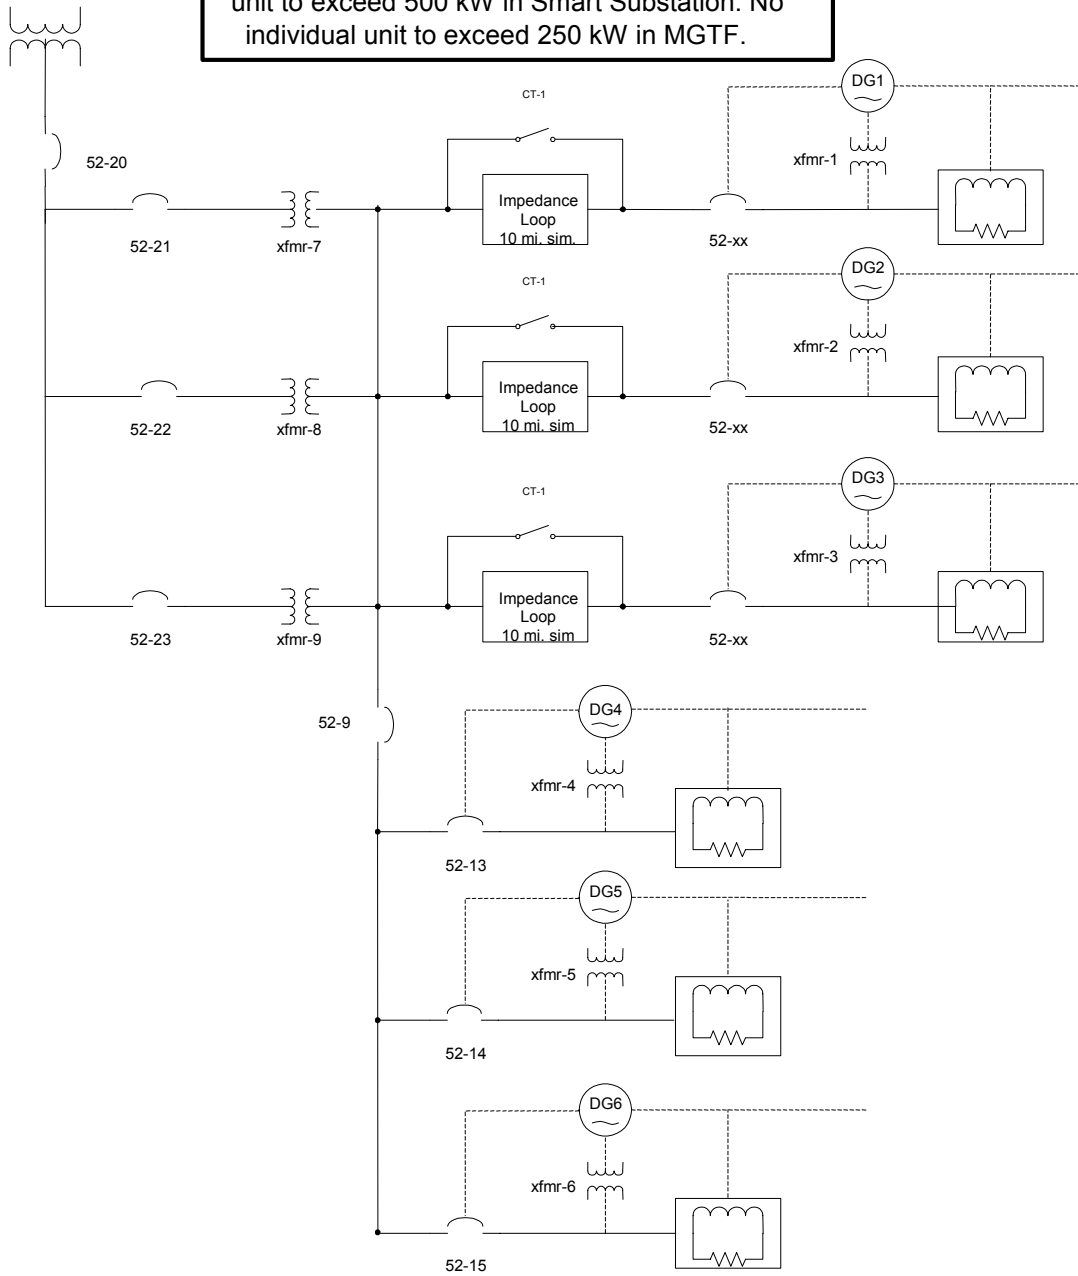 unit to exceed 500 kW in Smart Substation. No
individual unit to exceed 250 kW in MGTF.
DG1
CT-1
52-20
xfmr-1
Impedance
Loop
10 mi. sim.
52-21
xfmr-7
52-xx
DG2
CT-1
xfmr-2
Impedance
Loop
10 mi. sim
52-22
xfmr-8
52-xx
DG3
CT-1
xfmr-3
Impedance
Loop
10 mi. sim
52-23
xfmr-9
52-xx
DG4
52-9
xfmr-4
52-13
DG5
xfmr-5
52-14
DG6
xfmr-6
52-15